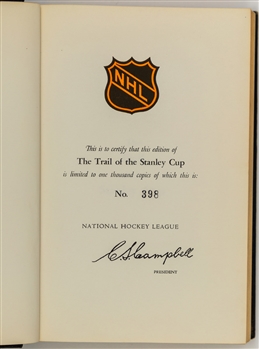 NHL
This is to certify that this edition of
The Trail of the Stanley Cup
is limited to one thousand copies of which this is:
No. 398
NATIONAL HOCKEY LEAGUE
C S Campbell
PRESIDENT